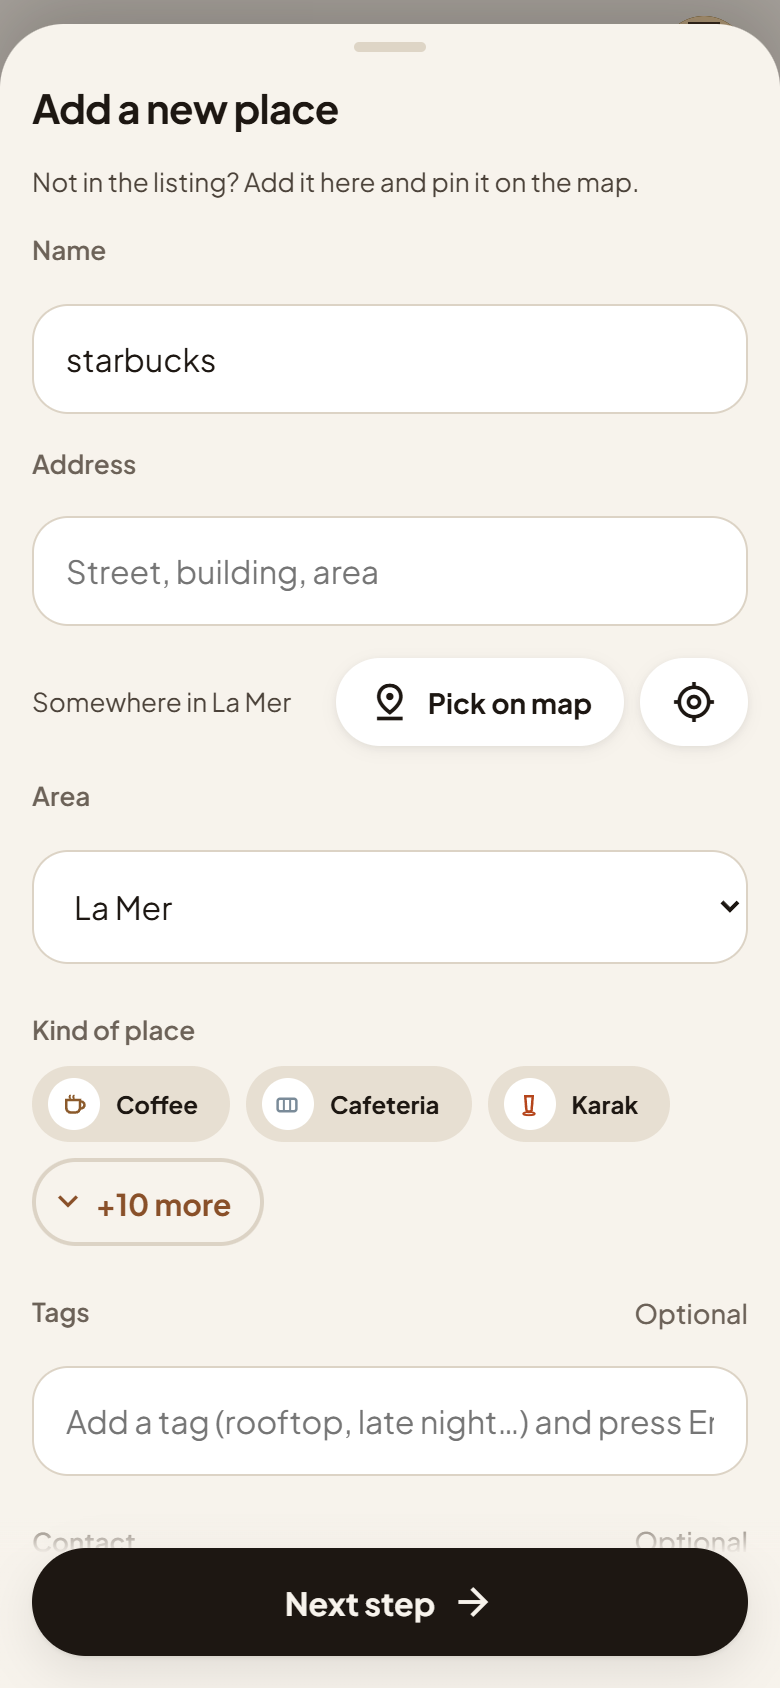 Add a new place
Not in the listing? Add it here and pin it on the map.
Name
starbucks
Address
Street, building, area
Somewhere in La Mer
Pick on map
Area
La Mer
Kind of place
Coffee
Cafeteria
Karak
+10 more
Tags
Optional
Add a tag (rooftop, late night...) and press Er
Contact
Optional
Next step